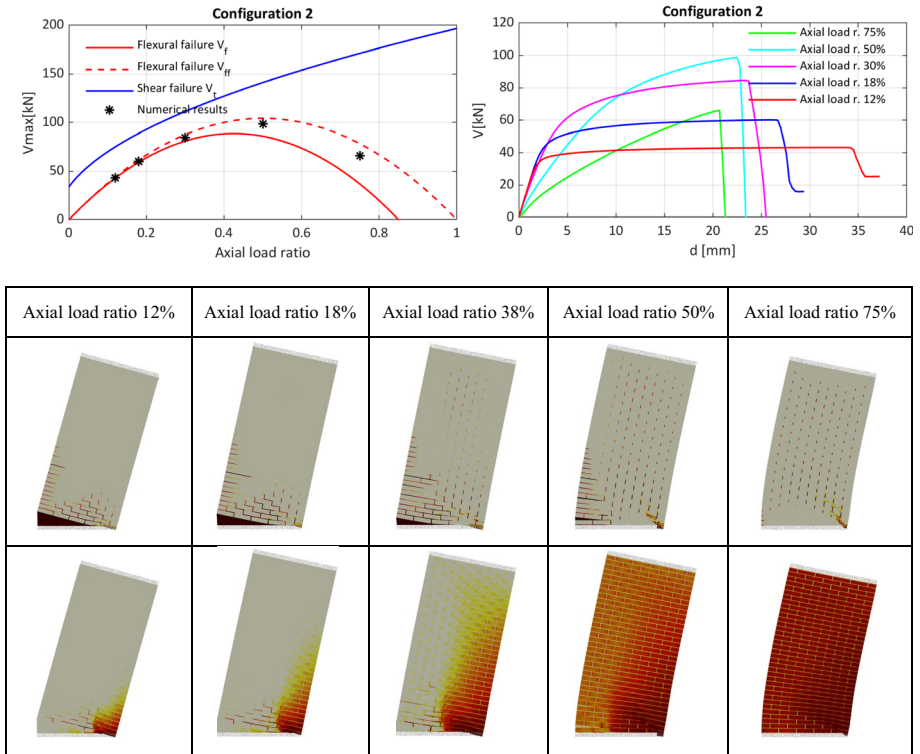 Configuration 2
Flexural failure V_f
Flexural failure V_ff
Shear failure V_t
Numerical results
Vmax[kN]
200
150
100
50
0
0 0.2 0.4 0.6 0.8 1
Axial load ratio
Configuration 2
Axial load r. 75%
Axial load r. 50%
Axial load r. 30%
Axial load r. 18%
Axial load r. 12%
V[kN]
120
100
80
60
40
20
0
0 5 10 15 20 25 30 35 40
d [mm]
Axial load ratio 12% Axial load ratio 18% Axial load ratio 38% Axial load ratio 50% Axial load ratio 75%